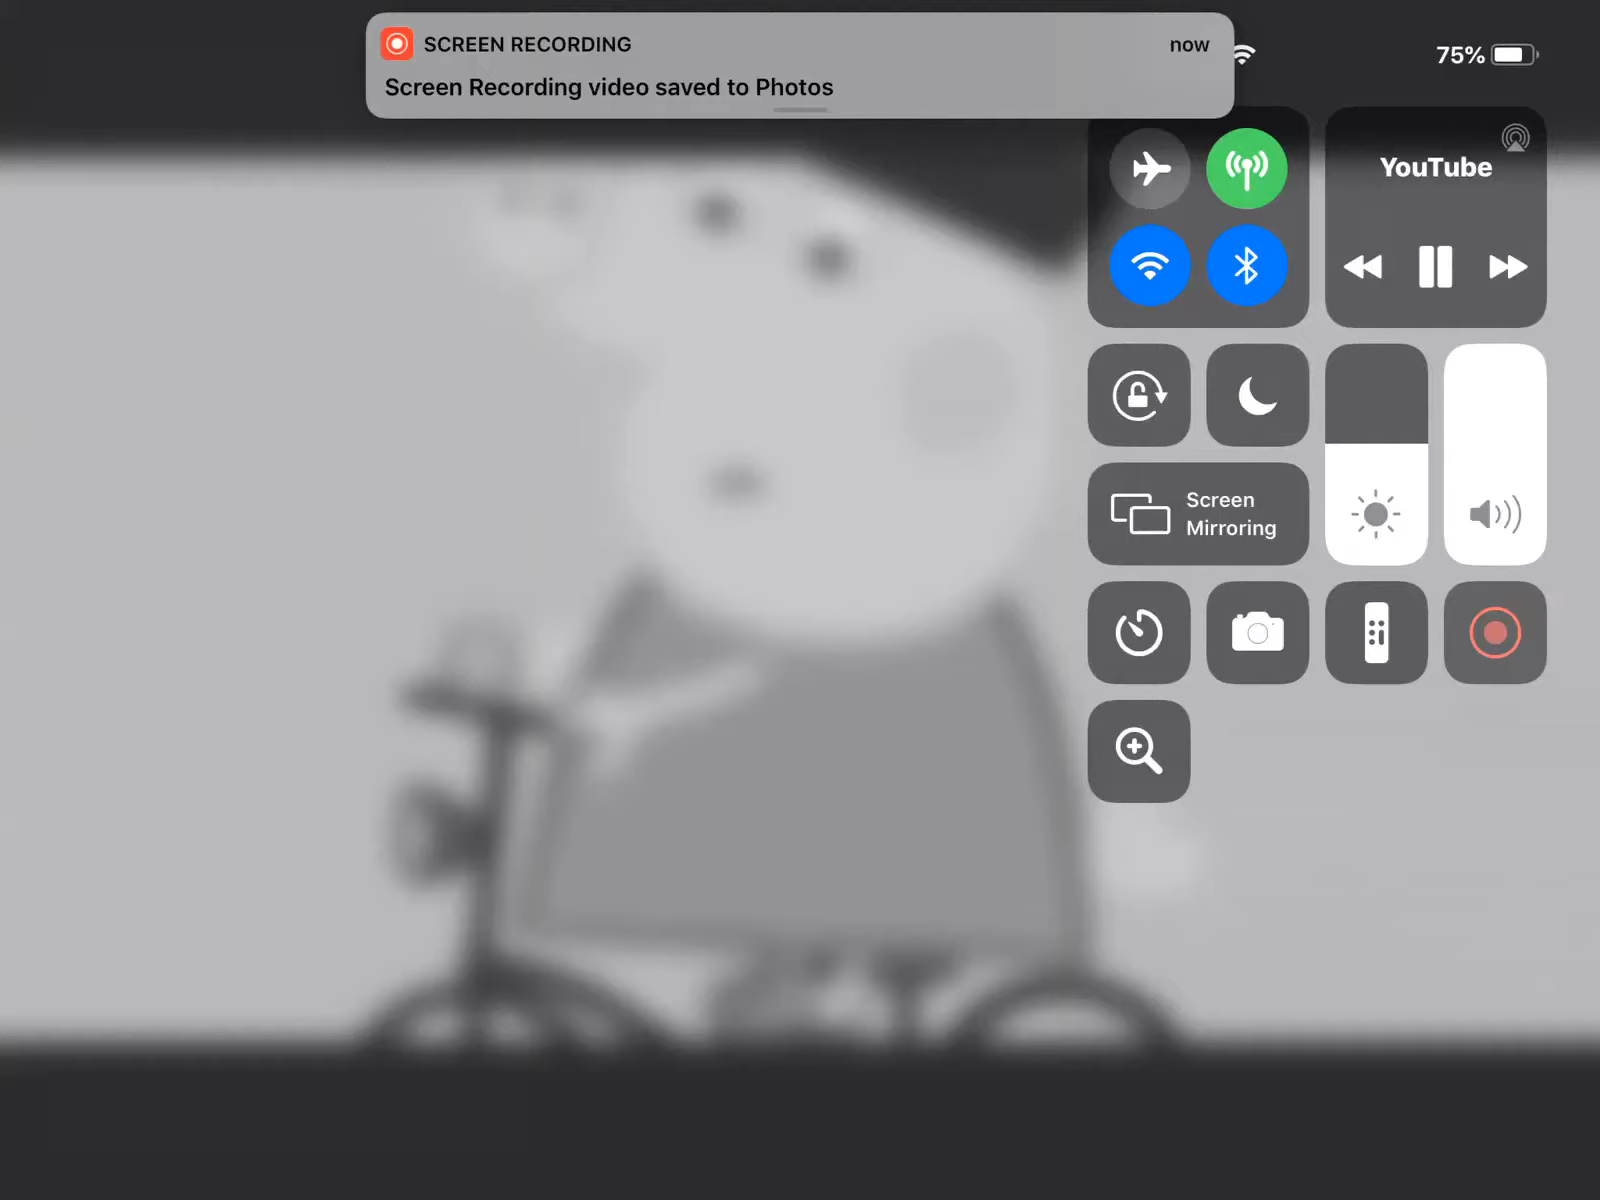 SCREEN RECORDING
now
Screen Recording video saved to Photos
75%
YouTube
Screen
Mirroring